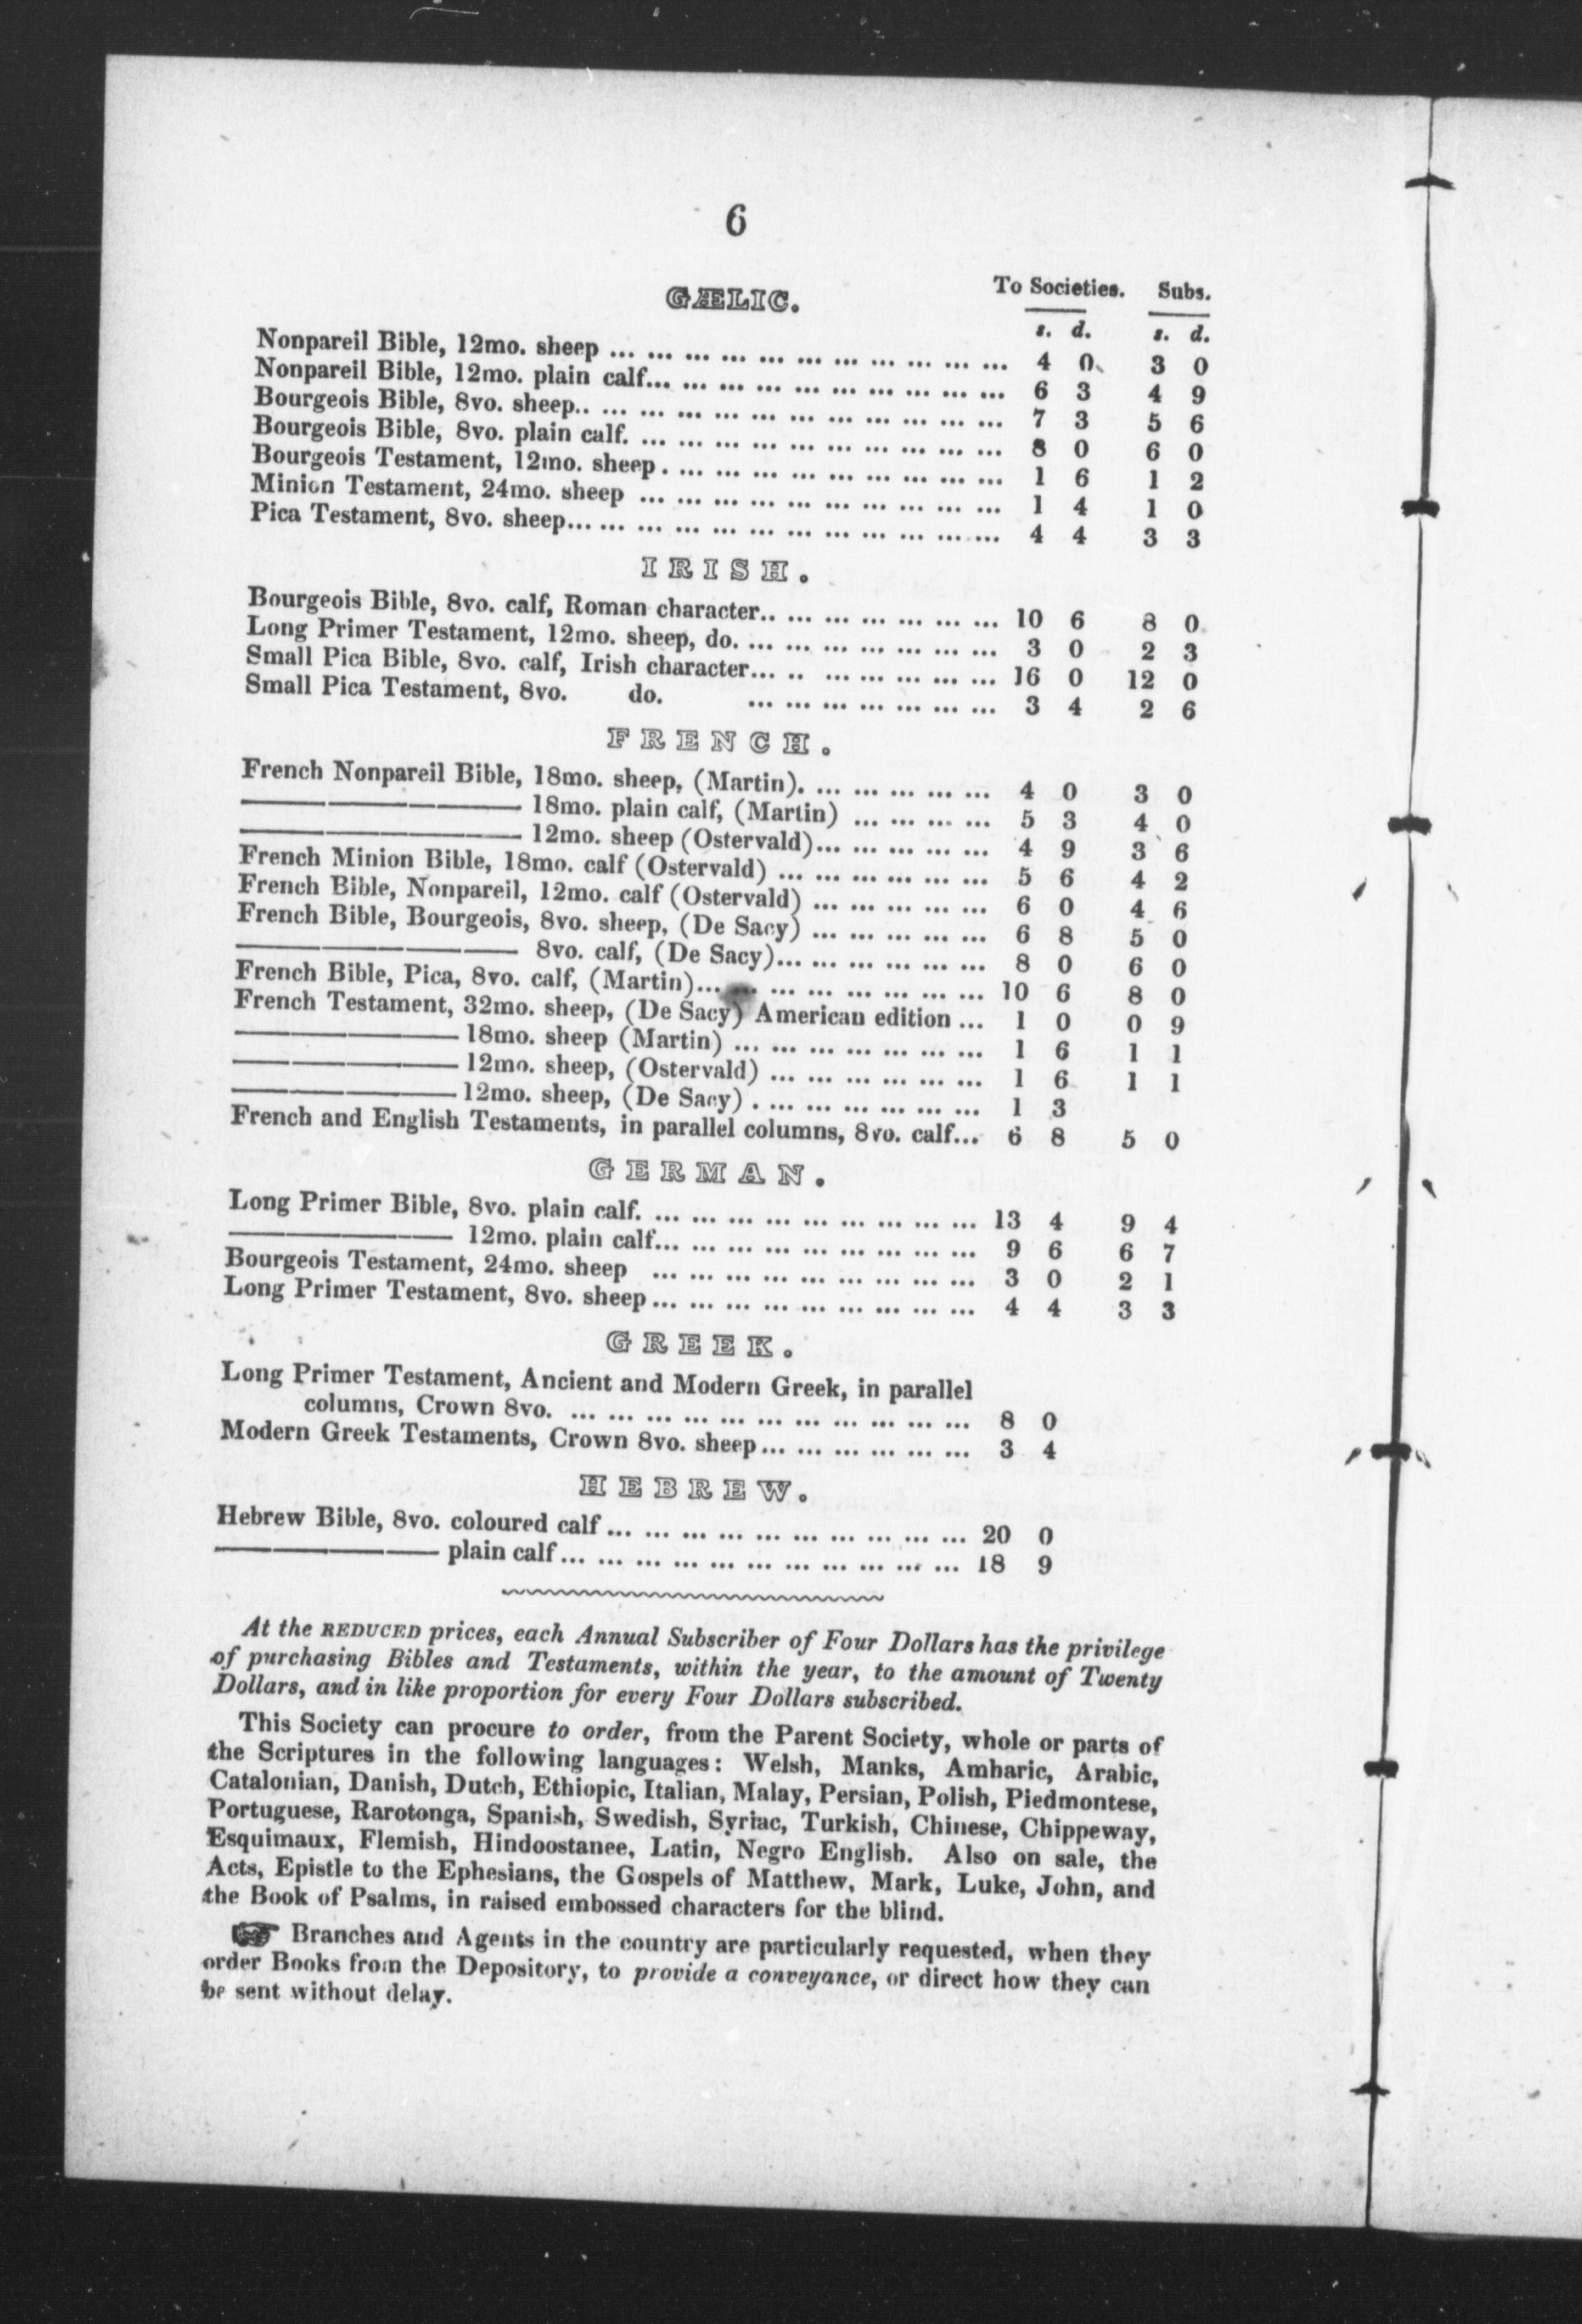 6
GÆLIC. To Societies. Subs.
s. d. s. d.
Nonpareil Bible, 12mo. sheep ... ... ... ... ... ... ... ... ... ... ... 4 0 3 0
Nonpareil Bible, 12mo. plain calf... ... ... ... ... ... ... ... ... ... 6 3 4 9
Bourgeois Bible, 8vo. sheep.. ... ... ... ... ... ... ... ... ... ... ... 7 3 5 6
Bourgeois Bible, 8vo. plain calf. ... ... ... ... ... ... ... ... ... ... 8 0 6 0
Bourgeois Testament, 12mo. sheep . ... ... ... ... ... ... ... ... ... 1 6 1 2
Minion Testament, 24mo. sheep ... ... ... ... ... ... ... ... ... ... 1 4 1 0
Pica Testament, 8vo. sheep... ... ... ... ... ... ... ... ... ... ... ... 4 4 3 3
IRISH.
Bourgeois Bible, 8vo. calf, Roman character.. ... ... ... ... ... ... 10 6 8 0
Long Primer Testament, 12mo. sheep, do. ... ... ... ... ... ... ... 3 0 2 3
Small Pica Bible, 8vo. calf, Irish character... .. ... ... ... ... ... 16 0 12 0
Small Pica Testament, 8vo. do. ... ... ... ... ... ... ... 3 4 2 6
FRENCH.
French Nonpareil Bible, 18mo. sheep, (Martin). ... ... ... ... ... 4 0 3 0
———— 18mo. plain calf, (Martin) ... ... ... ... 5 3 4 0
———— 12mo. sheep (Ostervald)... ... ... ... ... 4 9 3 6
French Minion Bible, 18mo. calf (Ostervald) ... ... ... ... ... ... 5 6 4 2
French Bible, Nonpareil, 12mo. calf (Ostervald) ... ... ... ... ... 6 0 4 6
French Bible, Bourgeois, 8vo. sheep, (De Sacy) ... ... ... ... ... 6 8 5 0
———— 8vo. calf, (De Sacy)... ... ... ... ... ... 8 0 6 0
French Bible, Pica, 8vo. calf, (Martin)... ... ... ... ... ... ... ... 10 6 8 0
French Testament, 32mo. sheep, (De Sacy) American edition ... 1 0 0 9
———— 18mo. sheep (Martin) ... ... ... ... ... ... ... 1 6 1 1
———— 12mo. sheep, (Ostervald) ... ... ... ... ... ... 1 6 1 1
———— 12mo. sheep, (De Sacy) . ... ... ... ... ... ... 1 3
French and English Testaments, in parallel columns, 8vo. calf... 6 8 5 0
GERMAN.
Long Primer Bible, 8vo. plain calf. ... ... ... ... ... ... ... ... ... 13 4 9 4
———— 12mo. plain calf... ... ... ... ... ... ... ... ... 9 6 6 7
Bourgeois Testament, 24mo. sheep ... ... ... ... ... ... ... ... ... 3 0 2 1
Long Primer Testament, 8vo. sheep ... ... ... ... ... ... ... ... ... 4 4 3 3
GREEK.
Long Primer Testament, Ancient and Modern Greek, in parallel
columns, Crown 8vo. ... ... ... ... ... ... ... ... ... ... ... 8 0
Modern Greek Testaments, Crown 8vo. sheep ... ... ... ... ... ... 3 4
HEBREW.
Hebrew Bible, 8vo. coloured calf ... ... ... ... ... ... ... ... ... ... 20 0
———— plain calf ... ... ... ... ... ... ... ... ... ... ... 18 9
At the REDUCED prices, each Annual Subscriber of Four Dollars has the privilege
of purchasing Bibles and Testaments, within the year, to the amount of Twenty
Dollars, and in like proportion for every Four Dollars subscribed.
This Society can procure to order, from the Parent Society, whole or parts of
the Scriptures in the following languages: Welsh, Manks, Amharic, Arabic,
Catalonian, Danish, Dutch, Ethiopic, Italian, Malay, Persian, Polish, Piedmontese,
Portuguese, Rarotonga, Spanish, Swedish, Syriac, Turkish, Chinese, Chippeway,
Esquimaux, Flemish, Hindoostanee, Latin, Negro English. Also on sale, the
Acts, Epistle to the Ephesians, the Gospels of Matthew, Mark, Luke, John, and
the Book of Psalms, in raised embossed characters for the blind.
☞ Branches and Agents in the country are particularly requested, when they
order Books from the Depository, to provide a conveyance, or direct how they can
be sent without delay.